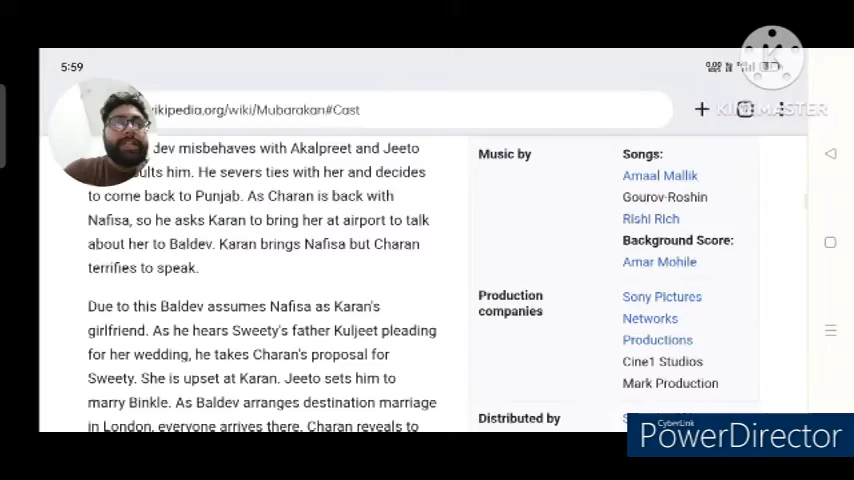 5:59
vikipedia.org/wiki/Mubarakan#Cast
KINEMASTER
dev misbehaves with Akalpreet and Jeeto
ults him. He severs ties with her and decides
to come back to Punjab. As Charan is back with
Nafisa, so he asks Karan to bring her at airport to talk
about her to Baldev. Karan brings Nafisa but Charan
terrifies to speak.
Due to this Baldev assumes Nafisa as Karan's
girlfriend. As he hears Sweety's father Kuljeet pleading
for her wedding, he takes Charan's proposal for
Sweety. She is upset at Karan. Jeeto sets him to
marry Binkle. As Baldev arranges destination marriage
in London, everyone arrives there. Charan reveals to
Music by
Songs:
Amaal Mallik
Gourov-Roshin
Rishi Rich
Background Score:
Amar Mohile
Production
companies
Sony Pictures
Networks
Productions
Cine1 Studios
Mark Production
Distributed by
CyberLink
PowerDirector